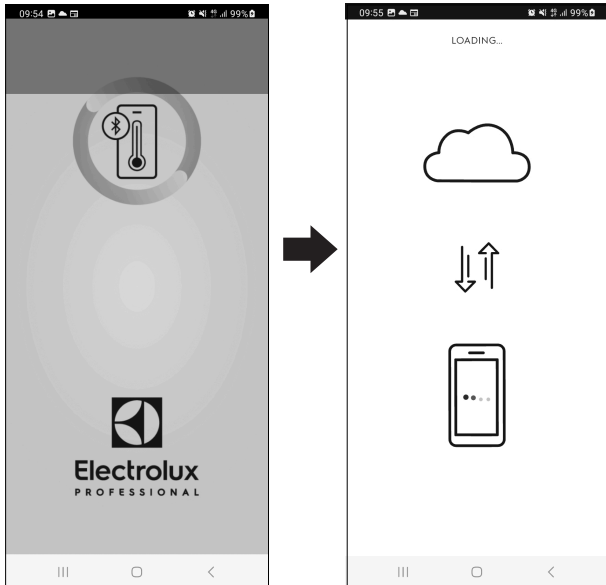 09:54
99%
Electrolux
PROFESSIONAL
09:55
99%
LOADING...